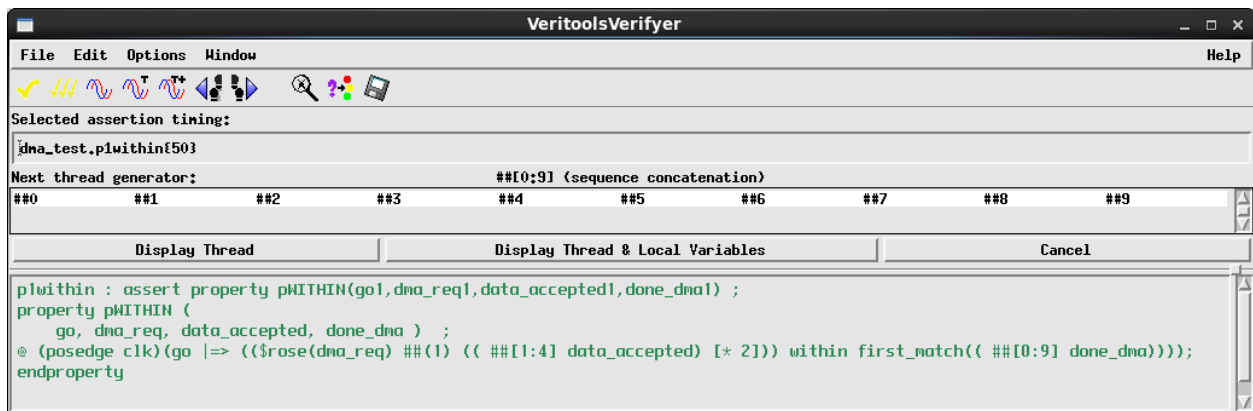 VeritoolsVerifyer
File Edit Options Window Help
Selected assertion timing:
dma_test.p1within{50}
Next thread generator: ##[0:9] (sequence concatenation)
##0 ##1 ##2 ##3 ##4 ##5 ##6 ##7 ##8 ##9
Display Thread Display Thread & Local Variables Cancel
p1within : assert property pWITHIN(go1,dma_req1,data_accepted1,done_dma1) ;
property pWITHIN (
go, dma_req, data_accepted, done_dma ) ;
@ (posedge clk)(go |=> (($rose(dma_req) ##(1) (( ##[1:4] data_accepted) [* 2])) within first_match(( ##[0:9] done_dma))));
endproperty